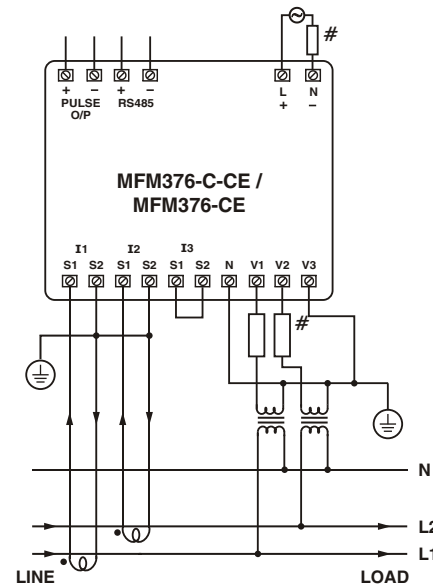 #
L N
+ − + − + −
PULSE O/P RS485
MFM376-C-CE /
MFM376-CE
I1 I2 I3
S1 S2 S1 S2 S1 S2 N V1 V2 V3
#
N
L2
L1
LINE LOAD